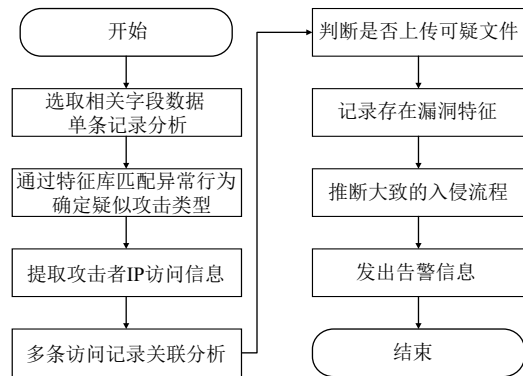 开始
选取相关字段数据
单条记录分析
通过特征库匹配异常行为
确定疑似攻击类型
提取攻击者IP访问信息
多条访问记录关联分析
判断是否上传可疑文件
记录存在漏洞特征
推断大致的入侵流程
发出告警信息
结束